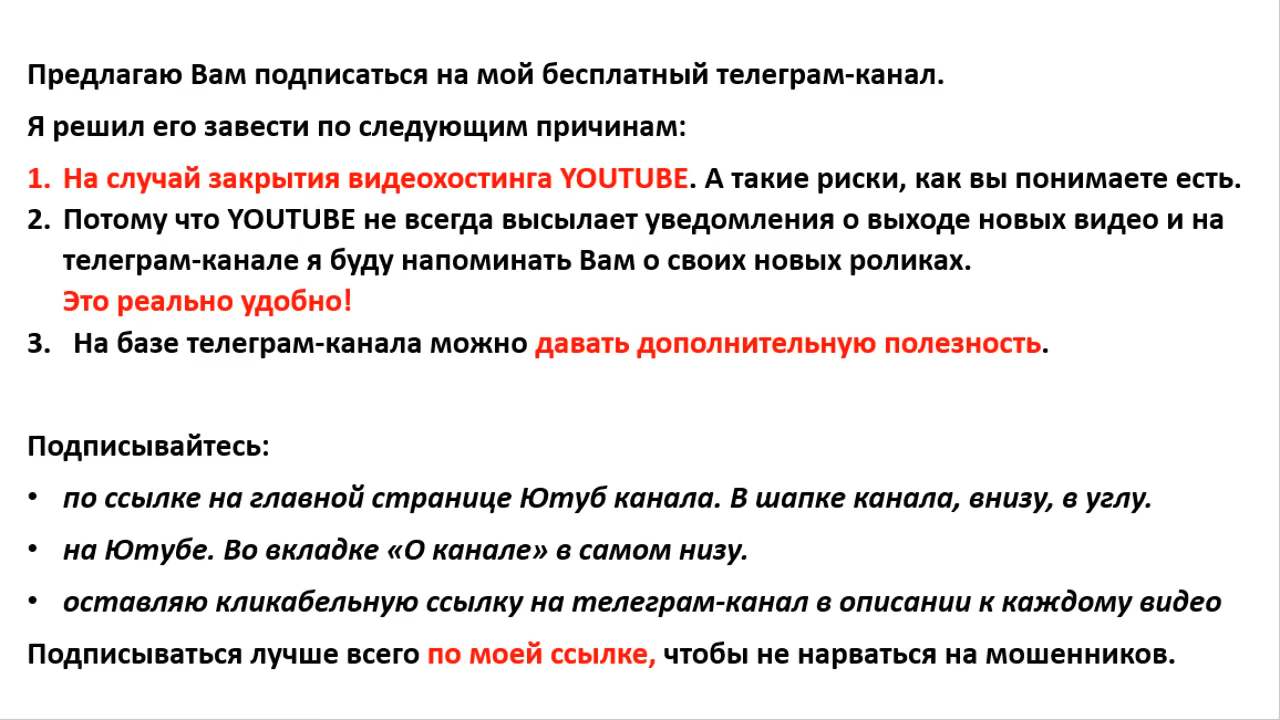 Предлагаю Вам подписаться на мой бесплатный телеграм-канал.
Я решил его завести по следующим причинам:
1. На случай закрытия видеохостинга YOUTUBE. А такие риски, как вы понимаете есть.
2. Потому что YOUTUBE не всегда высылает уведомления о выходе новых видео и на
телеграм-канале я буду напоминать Вам о своих новых роликах.
Это реально удобно!
3. На базе телеграм-канала можно давать дополнительную полезность.
Подписывайтесь:
• по ссылке на главной странице Ютуб канала. В шапке канала, внизу, в углу.
• на Ютубе. Во вкладке «О канале» в самом низу.
• оставляю кликабельную ссылку на телеграм-канал в описании к каждому видео
Подписываться лучше всего по моей ссылке, чтобы не нарваться на мошенников.